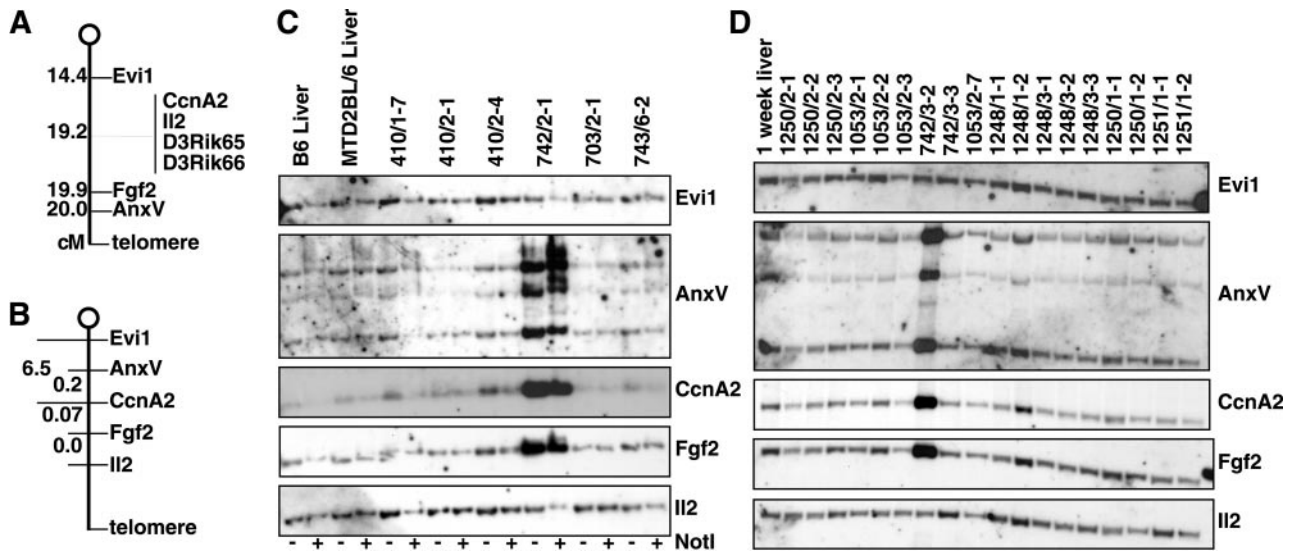 A
14.4
Evi1
CcnA2
Il2
19.2
D3Rik65
D3Rik66
19.9
Fgf2
20.0
AnxV
cM
telomere
B
Evi1
6.5
AnxV
0.2
CcnA2
0.07
Fgf2
0.0
Il2
telomere
C
B6 Liver
MTD2BL/6 Liver
410/1-7
410/2-1
410/2-4
742/2-1
703/2-1
743/6-2
Evi1
AnxV
CcnA2
Fgf2
Il2
- + - + - + - + - + - + - + - + NotI
D
1 week liver
1250/2-1
1250/2-2
1250/2-3
1053/2-1
1053/2-2
1053/2-3
742/3-2
742/3-3
1053/2-7
1248/1-1
1248/1-2
1248/3-1
1248/3-2
1248/3-3
1250/1-1
1250/1-2
1251/1-1
1251/1-2
Evi1
AnxV
CcnA2
Fgf2
Il2